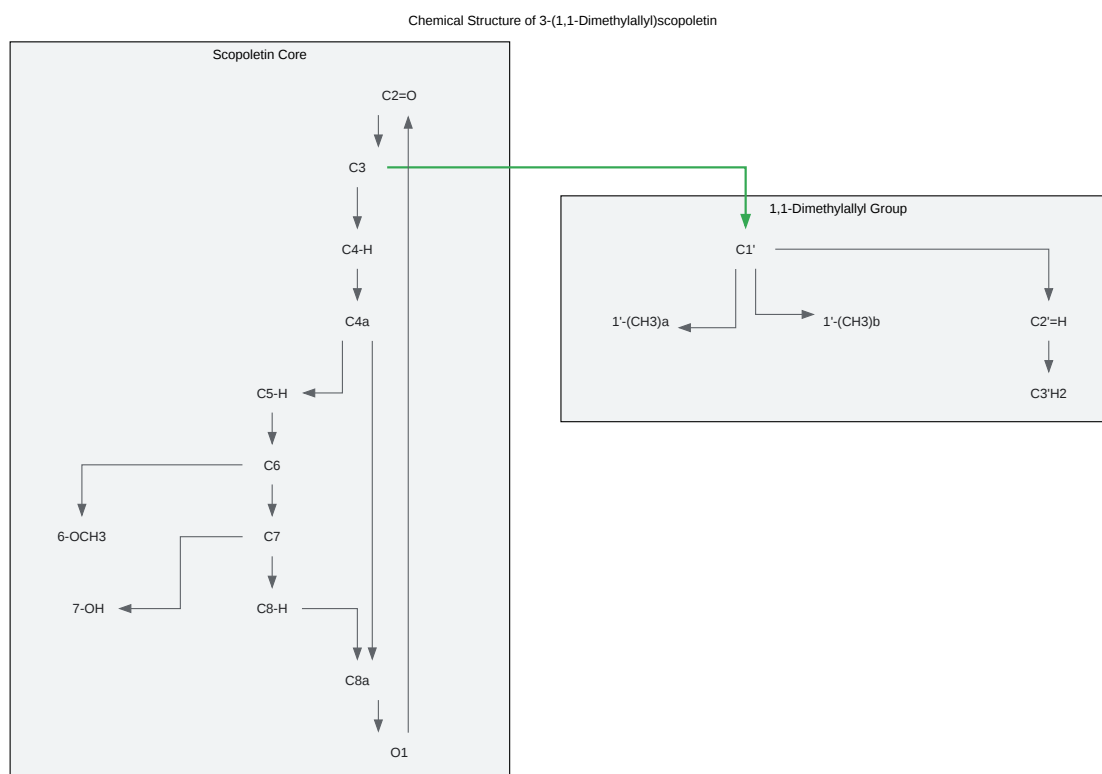 Chemical Structure of 3-(1,1-Dimethylallyl)scopoletin
Scopoletin Core
C2=O
C3
C4-H
C4a
C5-H
C6
6-OCH3
C7
7-OH
C8-H
C8a
O1
1,1-Dimethylallyl Group
C1'
1'-(CH3)a
1'-(CH3)b
C2'=H
C3'H2